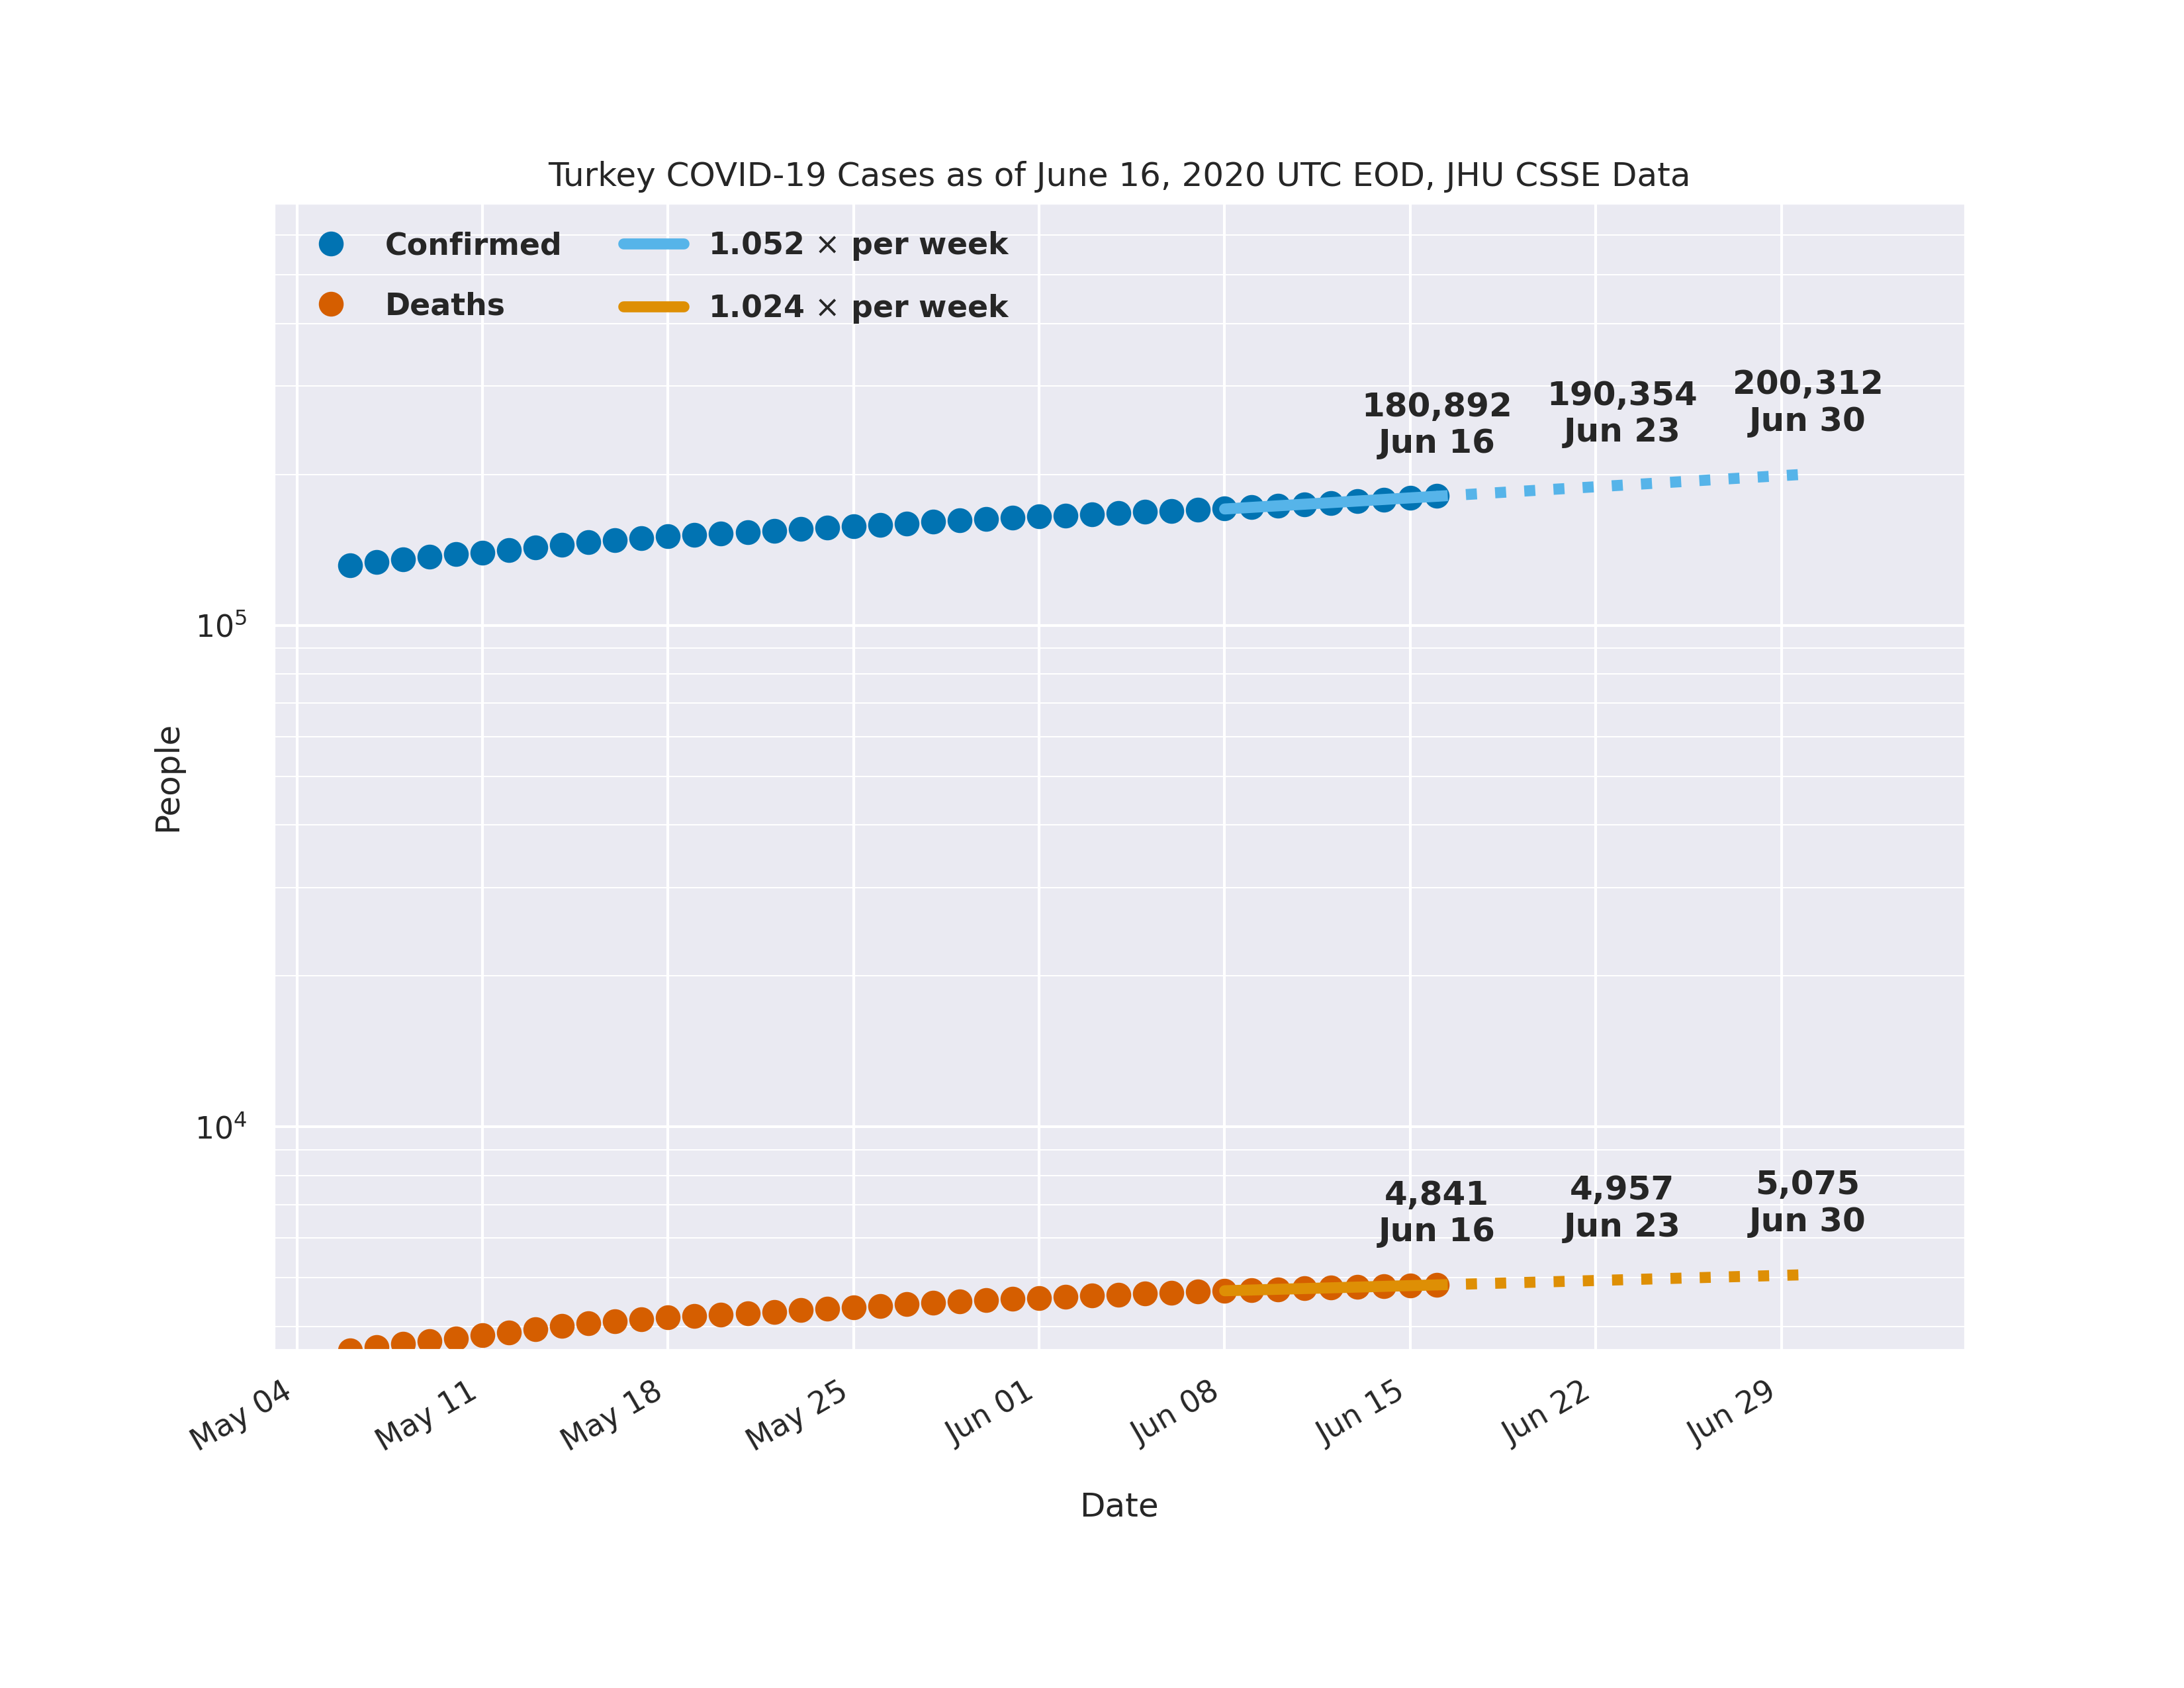 Turkey COVID-19 Cases as of June 16, 2020 UTC EOD, JHU CSSE Data
Confirmed
Deaths
1.052 × per week
1.024 × per week
180,892
Jun 16
190,354
Jun 23
200,312
Jun 30
10⁵
People
10⁴
4,841
Jun 16
4,957
Jun 23
5,075
Jun 30
May 04
May 11
May 18
May 25
Jun 01
Jun 08
Jun 15
Jun 22
Jun 29
Date